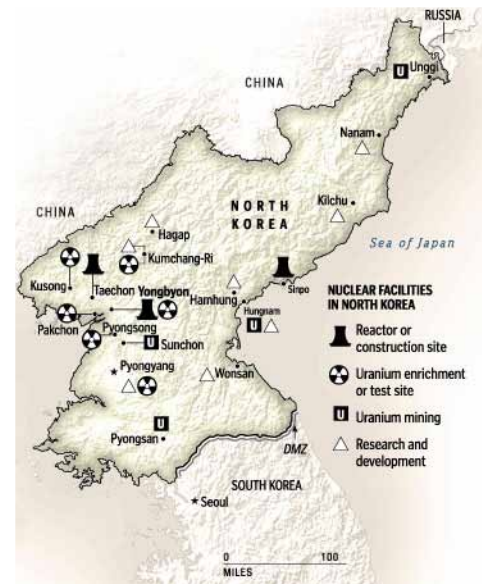 RUSSIA
CHINA
Unggi
U
Nanam
NORTH
KOREA
Kilchu
CHINA
Hagap
Sea of Japan
Kumchang-Ri
Kusong
Taechon
Yongbyon
Sinpo
Hamhung
Hungnam
U
Pakchon
Pyongsong
U
Sunchon
Pyongyang
Wonsan
U
Pyongsan
DMZ
SOUTH KOREA
Seoul
0 100
MILES
NUCLEAR FACILITIES
IN NORTH KOREA
Reactor or
construction site
Uranium enrichment
or test site
U Uranium mining
Research and
development